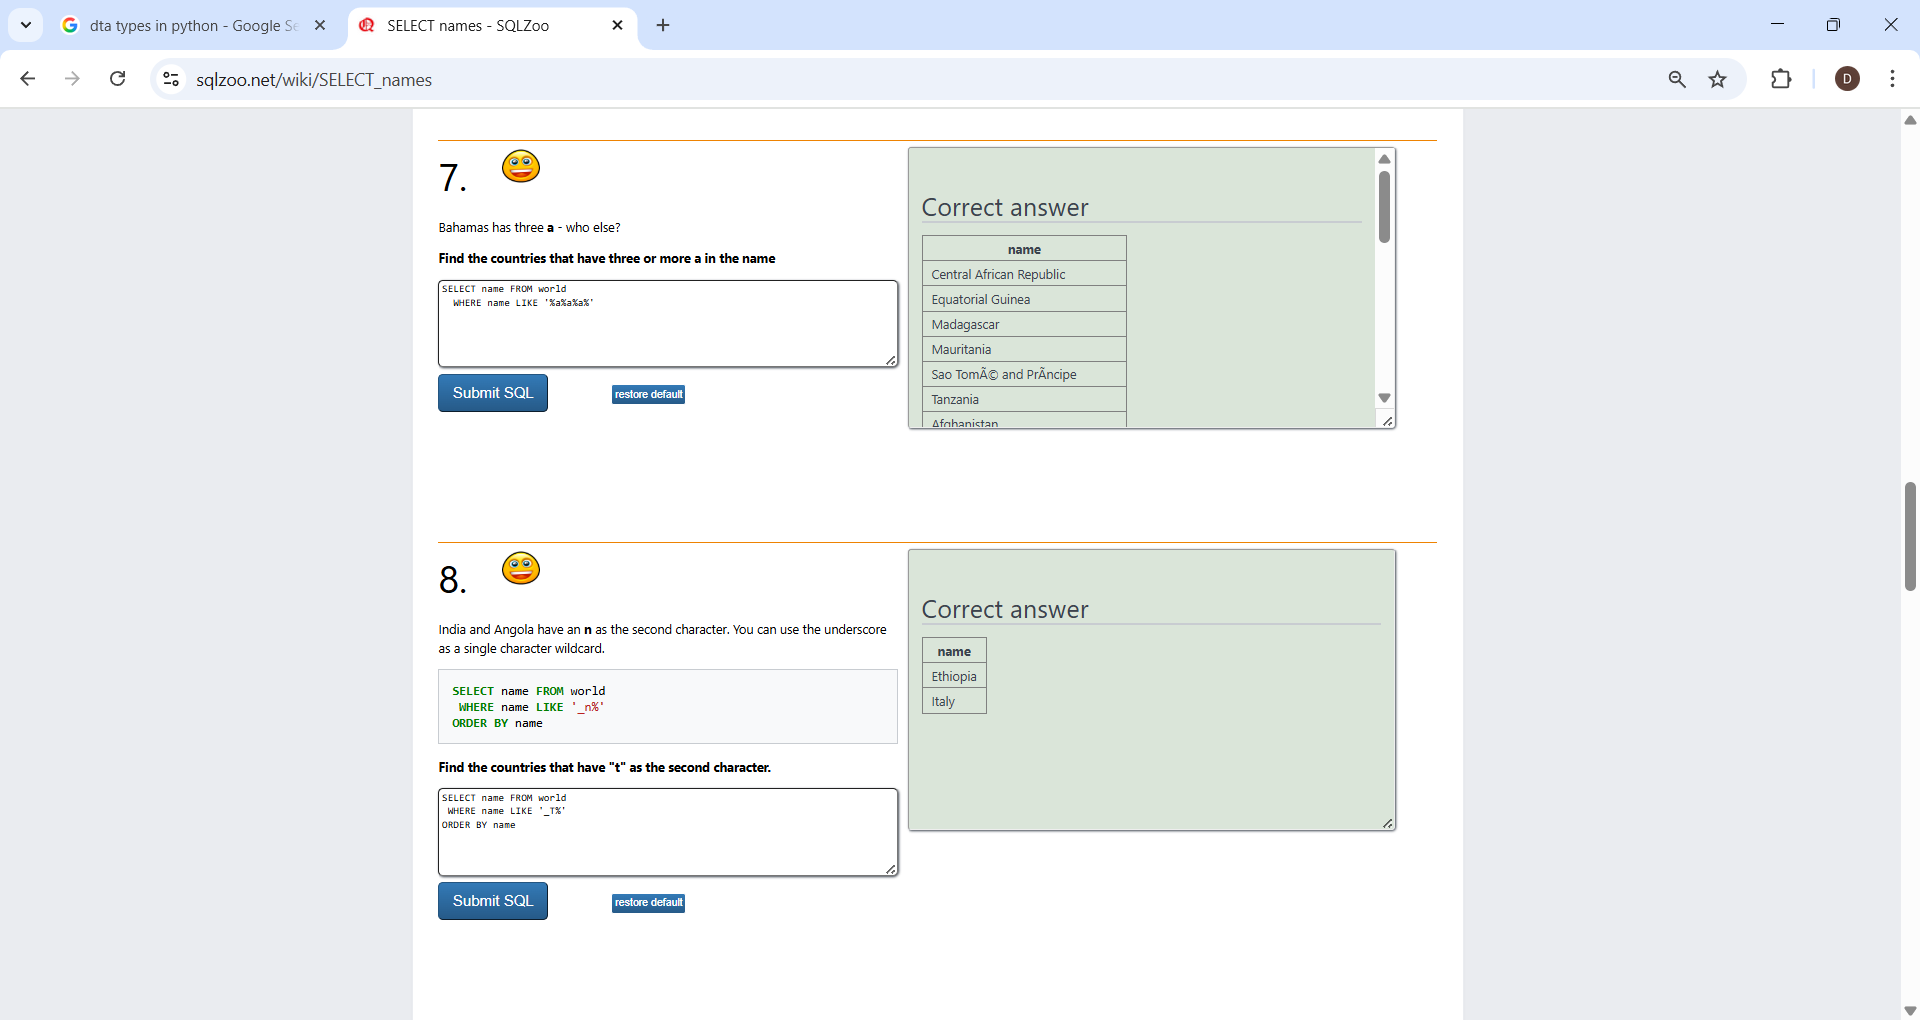 dta types in python - Google Se
SELECT names - SQLZoo
sqlzoo.net/wiki/SELECT_names
D
7.
Bahamas has three a - who else?
Find the countries that have three or more a in the name
SELECT name FROM world
WHERE name LIKE '%a%a%a%'
Submit SQL
restore default
Correct answer
name
Central African Republic
Equatorial Guinea
Madagascar
Mauritania
Sao TomÃ© and PrÃncipe
Tanzania
Afghanistan
8.
India and Angola have an n as the second character. You can use the underscore
as a single character wildcard.
SELECT name FROM world
WHERE name LIKE '_n%'
ORDER BY name
Find the countries that have "t" as the second character.
SELECT name FROM world
WHERE name LIKE '_T%'
ORDER BY name
Submit SQL
restore default
Correct answer
name
Ethiopia
Italy